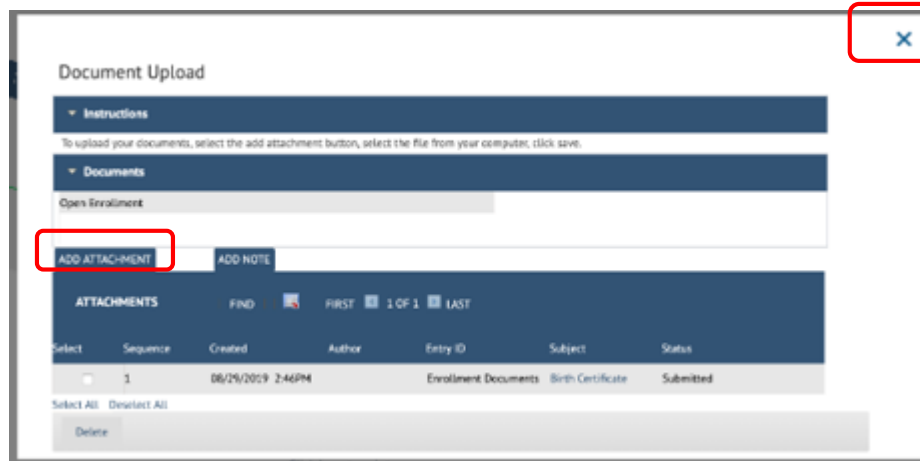 Document Upload
Instructions
To upload your documents, select the add attachment button, select the file from your computer, click save.
Documents
Open Enrollment
ADD ATTACHMENT ADD NOTE
ATTACHMENTS FIND FIRST 1 OF 1 LAST
Select Sequence Created Author Entry ID Subject Status
1 08/29/2019 2:46PM Enrollment Documents Birth Certificate Submitted
Select All Deselect All
Delete